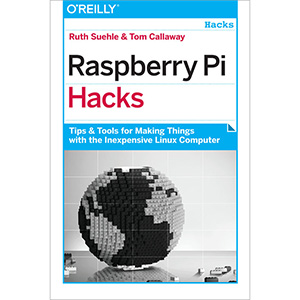 O'REILLY®
Hacks
Ruth Suehle & Tom Callaway
Raspberry Pi
Hacks
Tips & Tools for Making Things
with the Inexpensive Linux Computer